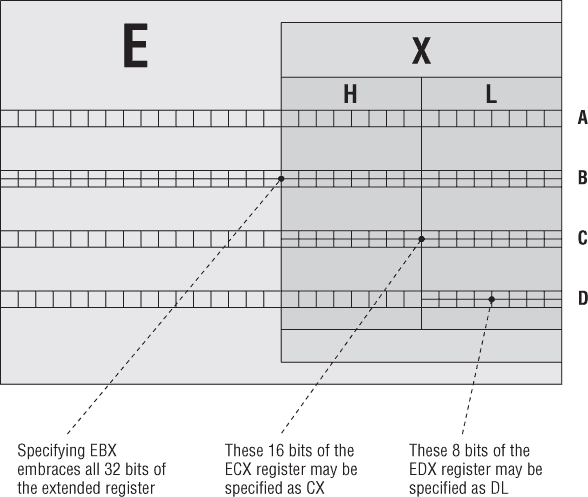 E
X
H
L
A
B
C
D
Specifying EBX
embraces all 32 bits of
the extended register
These 16 bits of the
ECX register may be
specified as CX
These 8 bits of the
EDX register may be
specified as DL